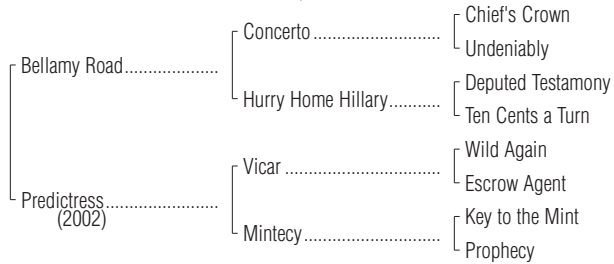 Chief's Crown
Concerto ........................
Undeniably
Bellamy Road...................
Deputed Testamony
Hurry Home Hillary..........
Ten Cents a Turn
Wild Again
Vicar ..............................
Escrow Agent
Predictress.......................
(2002)
Key to the Mint
Mintecy...........................
Prophecy